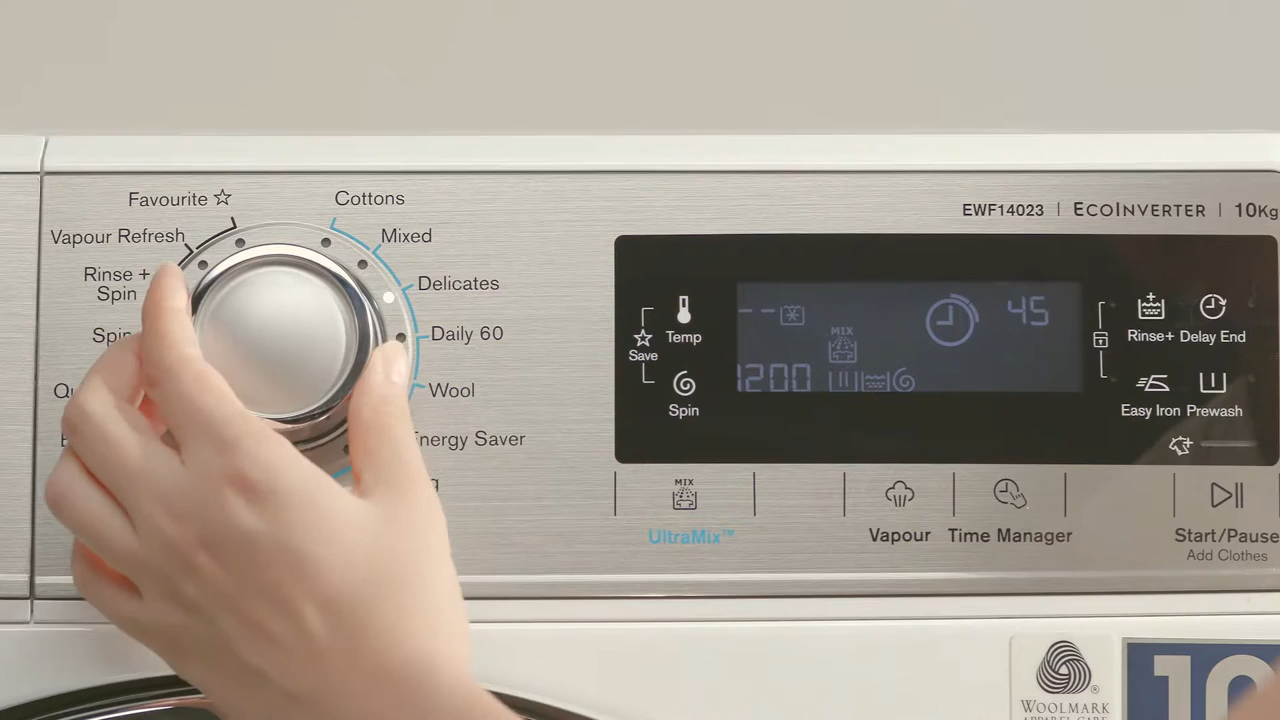 Favourite ☆
Cottons
Vapour Refresh
Mixed
Rinse +
Spin
Delicates
Daily 60
Wool
Energy Saver
EWF14023 | ECOINVERTER | 10Kg
Save
Temp
Spin
-- 45
MIX
1200
Rinse+ Delay End
Easy Iron Prewash
MIX
UltraMix™
Vapour
Time Manager
Start/Pause
Add Clothes
WOOLMARK
APPAREL CARE
10